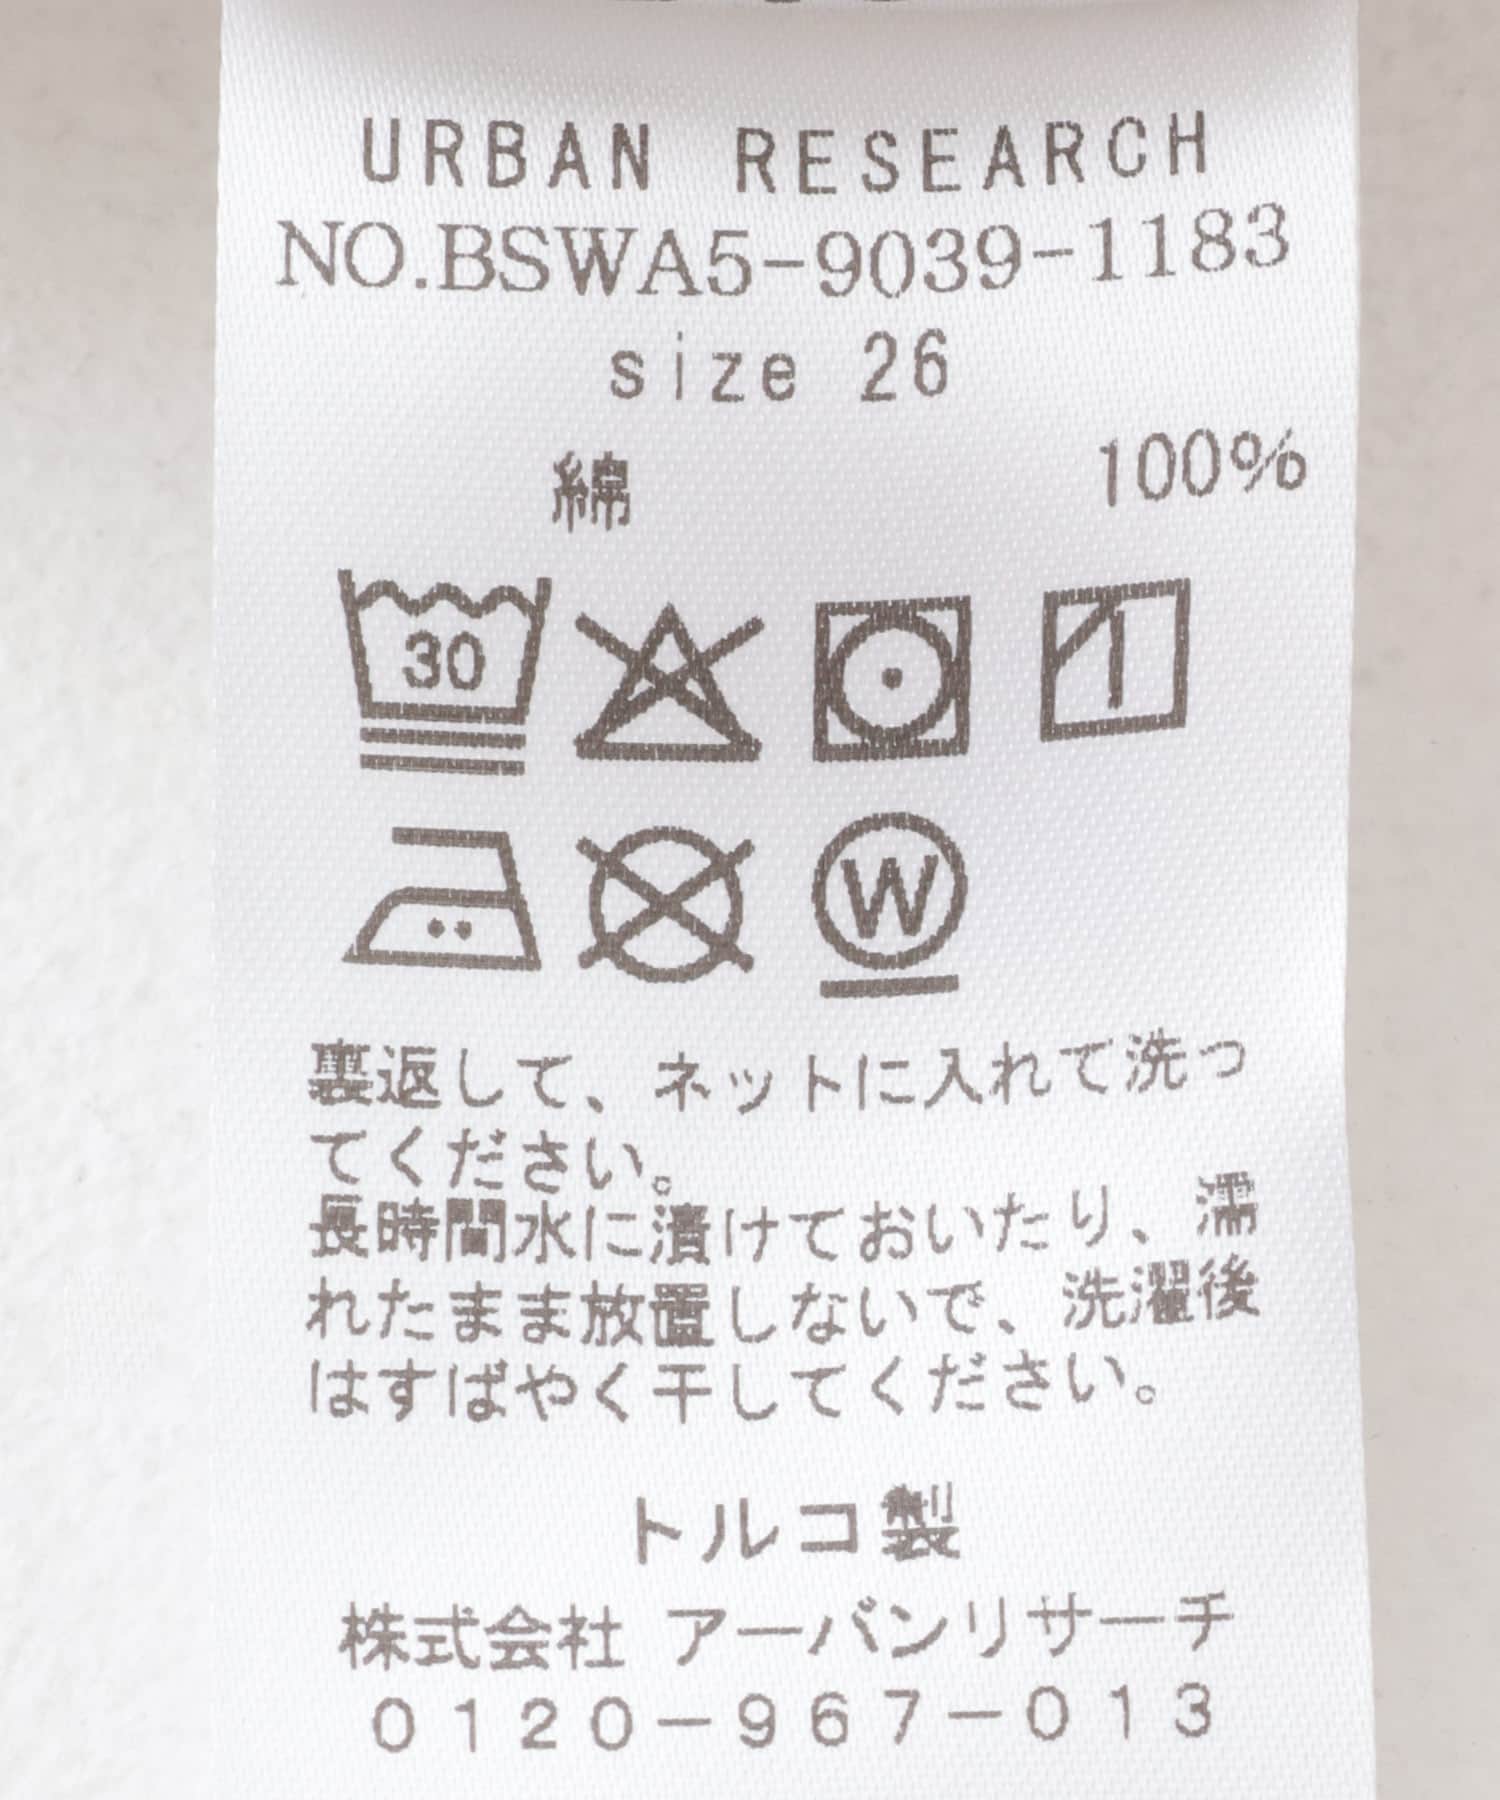 URBAN RESEARCH
NO.BSWA5-9039-1183
size 26
綿 100%
30
W
裏返して、ネットに入れて洗っ
てください。
長時間水に漬けておいたり、濡
れたまま放置しないで、洗濯後
はすばやく干してください。
トルコ製
株式会社 アーバンリサーチ
0120-967-013